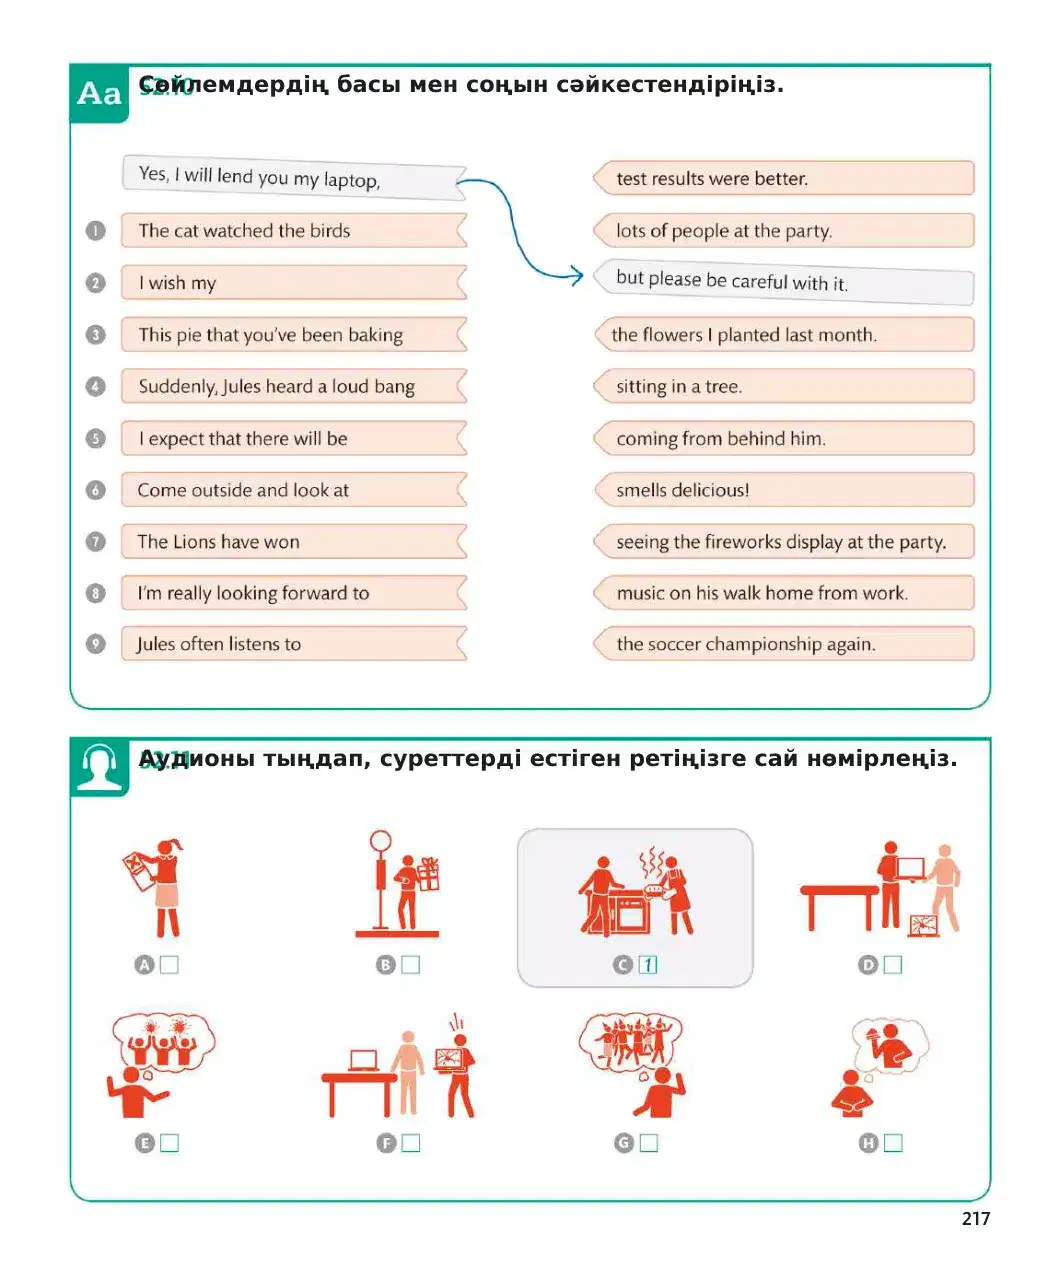 Aa
52.10 Сөйлемдердің басы мен соңын сәйкестендіріңіз.
Yes, I will lend you my laptop,
test results were better.
1 The cat watched the birds
lots of people at the party.
2 I wish my
but please be careful with it.
3 This pie that you've been baking
the flowers I planted last month.
4 Suddenly, Jules heard a loud bang
sitting in a tree.
5 I expect that there will be
coming from behind him.
6 Come outside and look at
smells delicious!
7 The Lions have won
seeing the fireworks display at the party.
8 I'm really looking forward to
music on his walk home from work.
9 Jules often listens to
the soccer championship again.
52.11 Аудионы тыңдап, суреттерді естіген ретіңізге сай нөмірлеңіз.
A
B
C 1
D
E
F
G
H
217